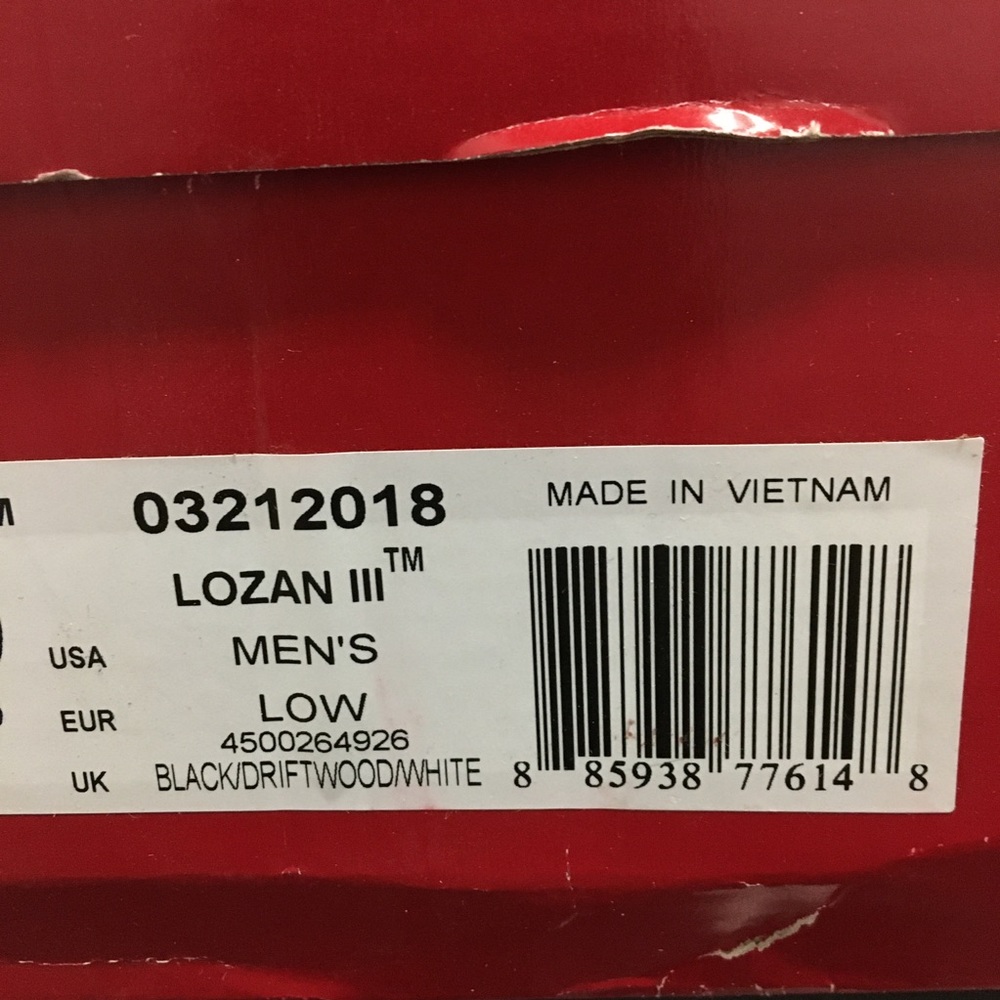 03212018
MADE IN VIETNAM
LOZAN III™
USA MEN'S
EUR LOW
4500264926
UK BLACK/DRIFTWOOD/WHITE
8 85938 77614 8